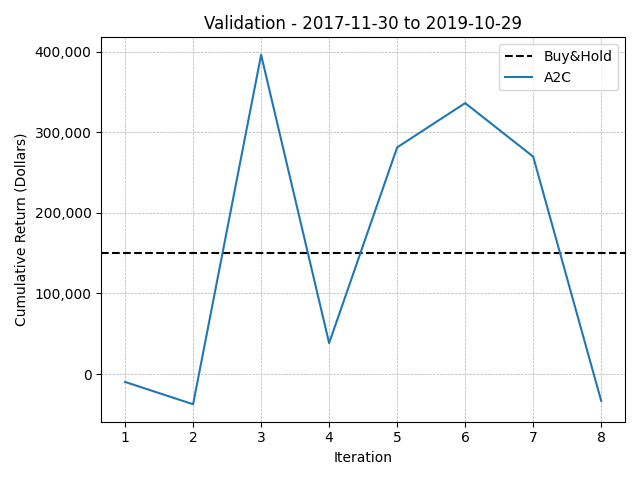 Validation - 2017-11-30 to 2019-10-29
Buy&Hold
A2C
Cumulative Return (Dollars)
400,000
300,000
200,000
100,000
0
1 2 3 4 5 6 7 8
Iteration